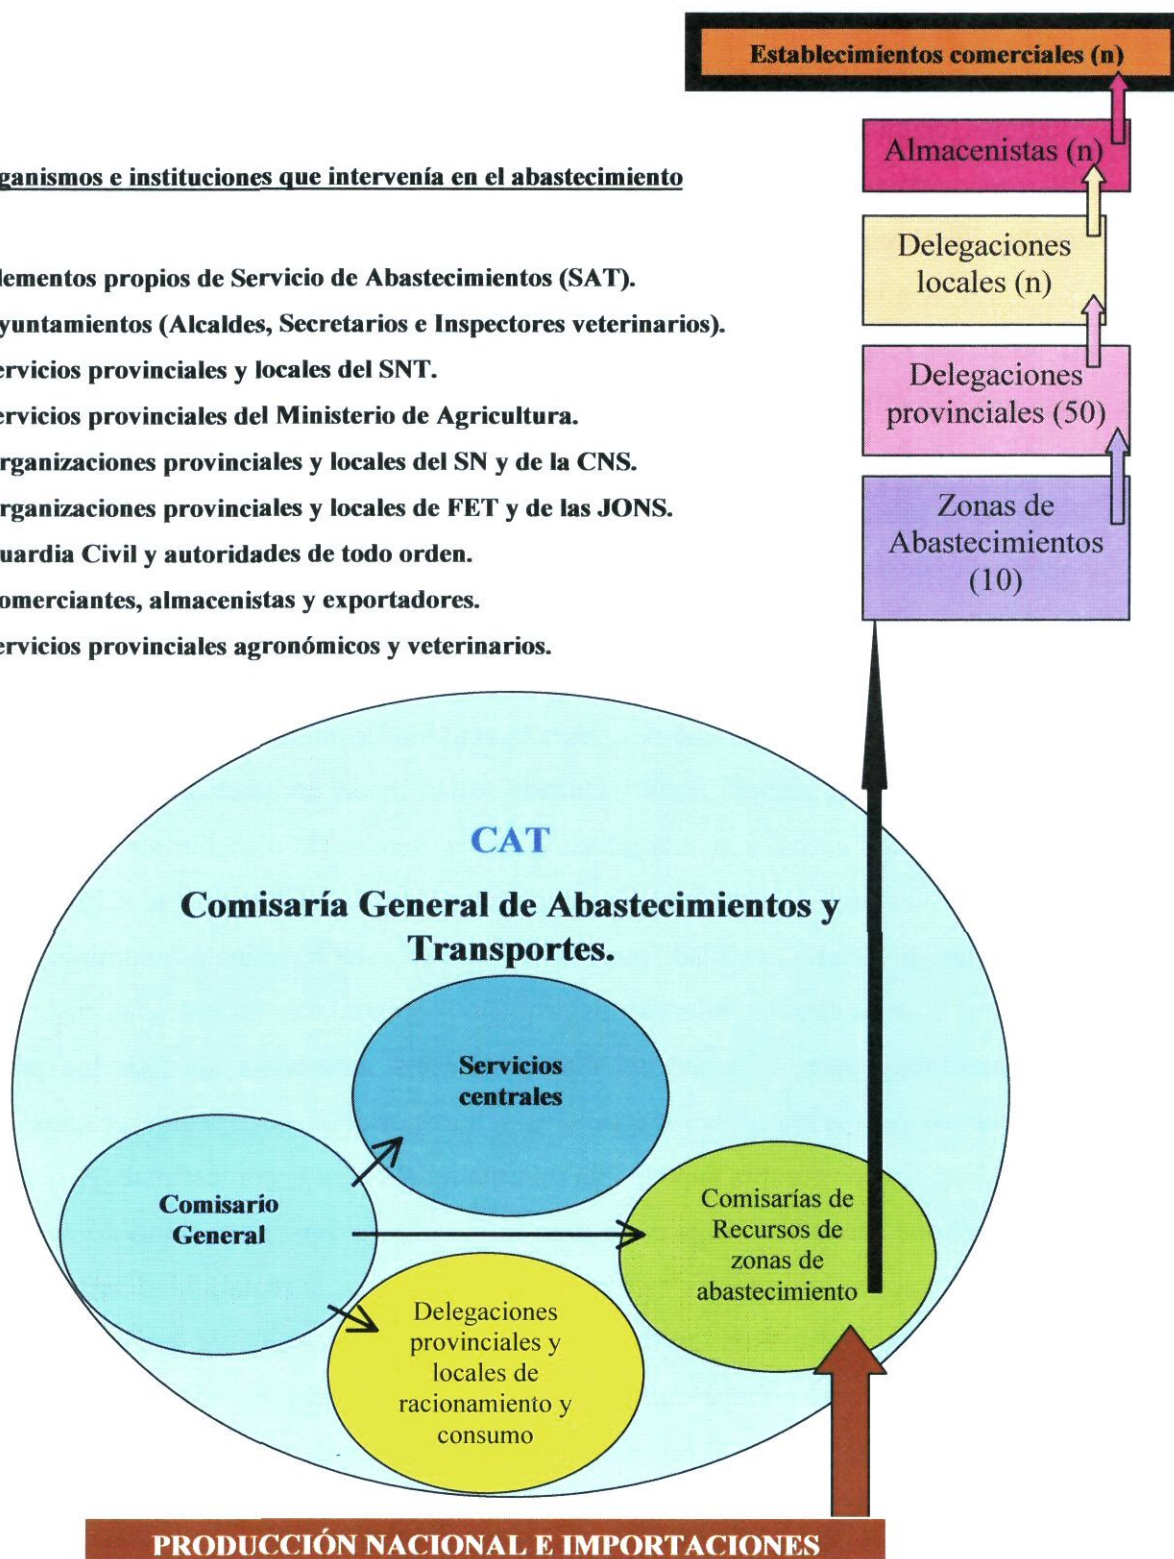 Establecimientos comerciales (n)
Almacenistas (n)
ganismos e instituciones que intervenía en el abastecimiento
Delegaciones
locales (n)
lementos propios de Servicio de Abastecimientos (SAT).
yuntamientos (Alcaldes, Secretarios e Inspectores veterinarios).
ervicios provinciales y locales del SNT.
ervicios provinciales del Ministerio de Agricultura.
rganizaciones provinciales y locales del SN y de la CNS.
rganizaciones provinciales y locales de FET y de las JONS.
uardia Civil y autoridades de todo orden.
omerciantes, almacenistas y exportadores.
ervicios provinciales agronómicos y veterinarios.
Delegaciones
provinciales (50)
Zonas de
Abastecimientos
(10)
CAT
Comisaría General de Abastecimientos y
Transportes.
Servicios
centrales
Comisario
General
Comisarías de
Recursos de
zonas de
abastecimiento
Delegaciones
provinciales y
locales de
racionamiento y
consumo
PRODUCCIÓN NACIONAL E IMPORTACIONES